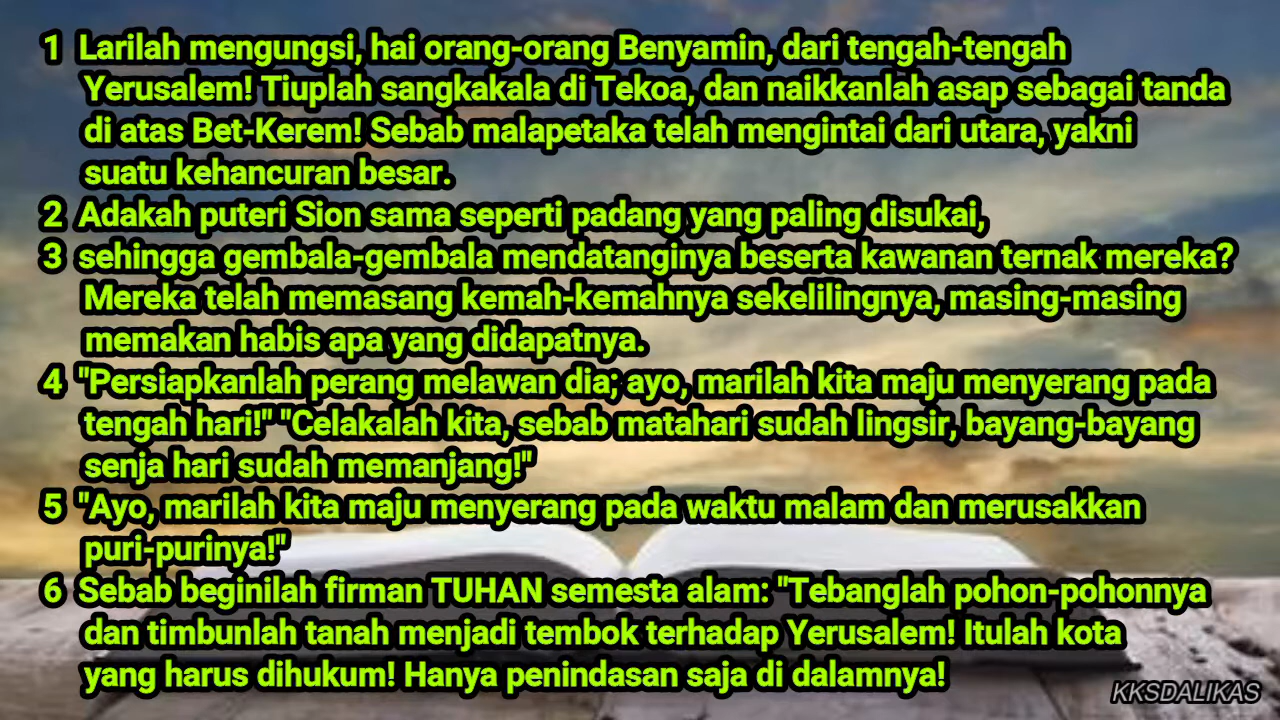 1 Larilah mengungsi, hai orang-orang Benyamin, dari tengah-tengah
Yerusalem! Tiuplah sangkakala di Tekoa, dan naikkanlah asap sebagai tanda
di atas Bet-Kerem! Sebab malapetaka telah mengintai dari utara, yakni
suatu kehancuran besar.
2 Adakah puteri Sion sama seperti padang yang paling disukai,
3 sehingga gembala-gembala mendatanginya beserta kawanan ternak mereka?
Mereka telah memasang kemah-kemahnya sekelilingnya, masing-masing
memakan habis apa yang didapatnya.
4 "Persiapkanlah perang melawan dia; ayo, marilah kita maju menyerang pada
tengah hari!" "Celakalah kita, sebab matahari sudah lingsir, bayang-bayang
senja hari sudah memanjang!"
5 "Ayo, marilah kita maju menyerang pada waktu malam dan merusakkan
puri-purinya!"
6 Sebab beginilah firman TUHAN semesta alam: "Tebanglah pohon-pohonnya
dan timbunlah tanah menjadi tembok terhadap Yerusalem! Itulah kota
yang harus dihukum! Hanya penindasan saja di dalamnya!
KKSDALIKAS